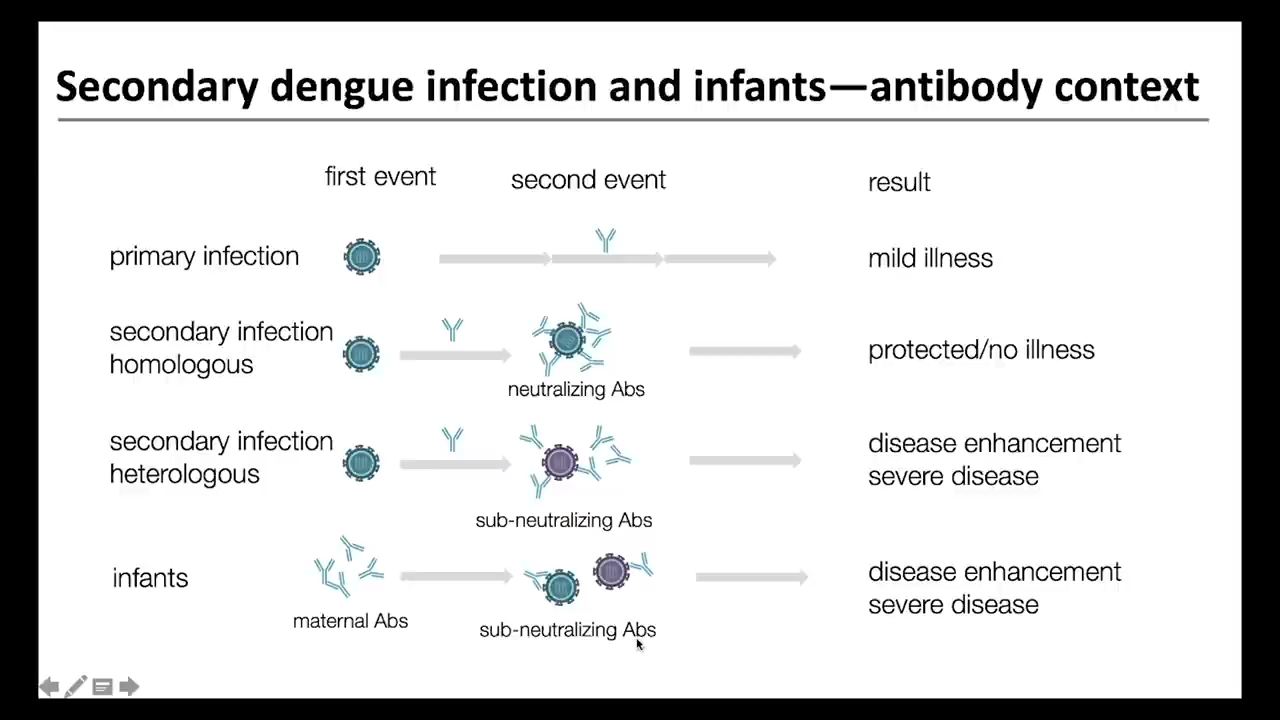 Secondary dengue infection and infants—antibody context
first event
second event
result
primary infection
mild illness
secondary infection
homologous
neutralizing Abs
protected/no illness
secondary infection
heterologous
sub-neutralizing Abs
disease enhancement
severe disease
infants
maternal Abs
sub-neutralizing Abs
disease enhancement
severe disease